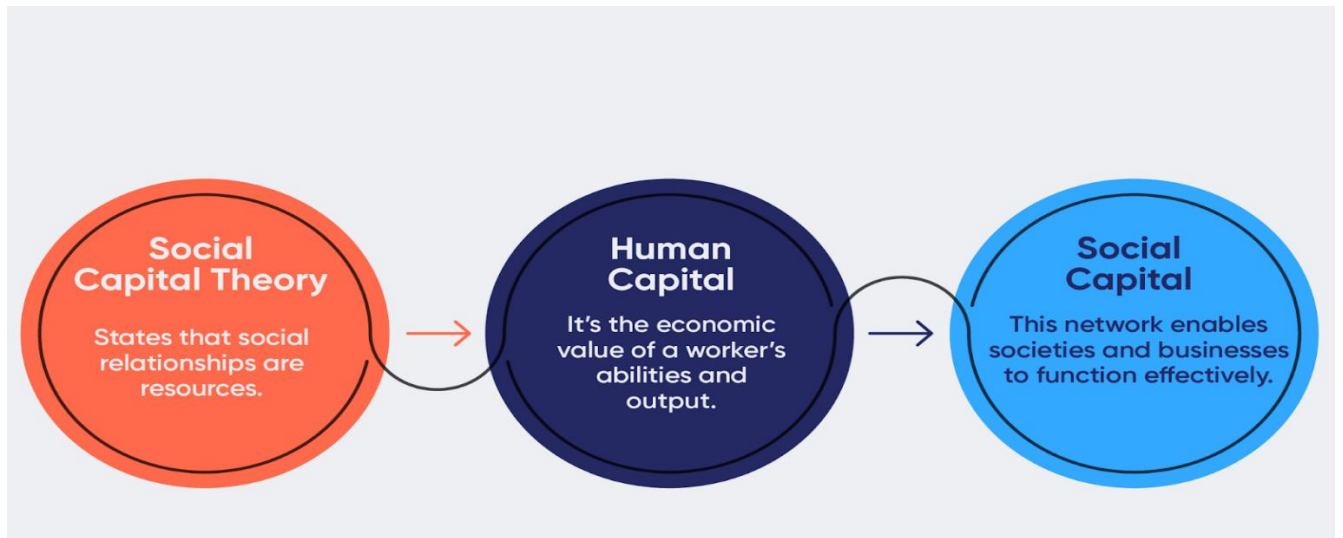 Social
Capital Theory
States that social
relationships are
resources.
Human
Capital
It's the economic
value of a worker's
abilities and
output.
Social
Capital
This network enables
societies and businesses
to function effectively.